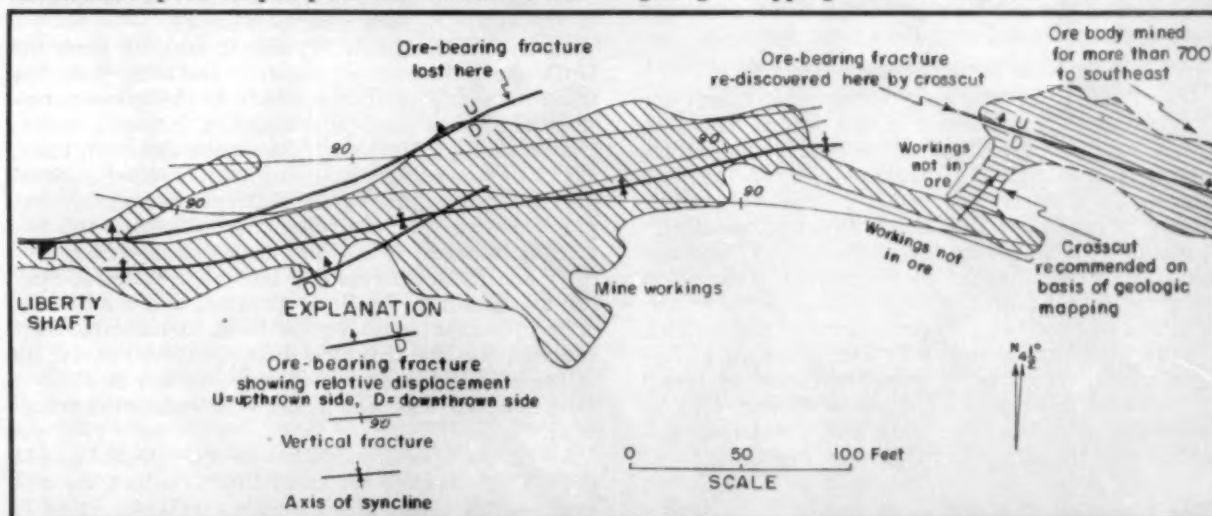 Ore-bearing fracture
lost here
Ore-bearing fracture
re-discovered here by crosscut
Ore body mined
for more than 700'
to southeast
U
D
90
90
90
90
U
D
U
D
Workings
not in
ore
Workings not
in ore
Crosscut
recommended on
basis of geologic
mapping
Mine workings
LIBERTY
SHAFT
EXPLANATION
U
D
Ore-bearing fracture
showing relative displacement
U=upthrown side, D=downthrown side
90
Vertical fracture
Axis of syncline
N 4½°
0 50 100 Feet
SCALE